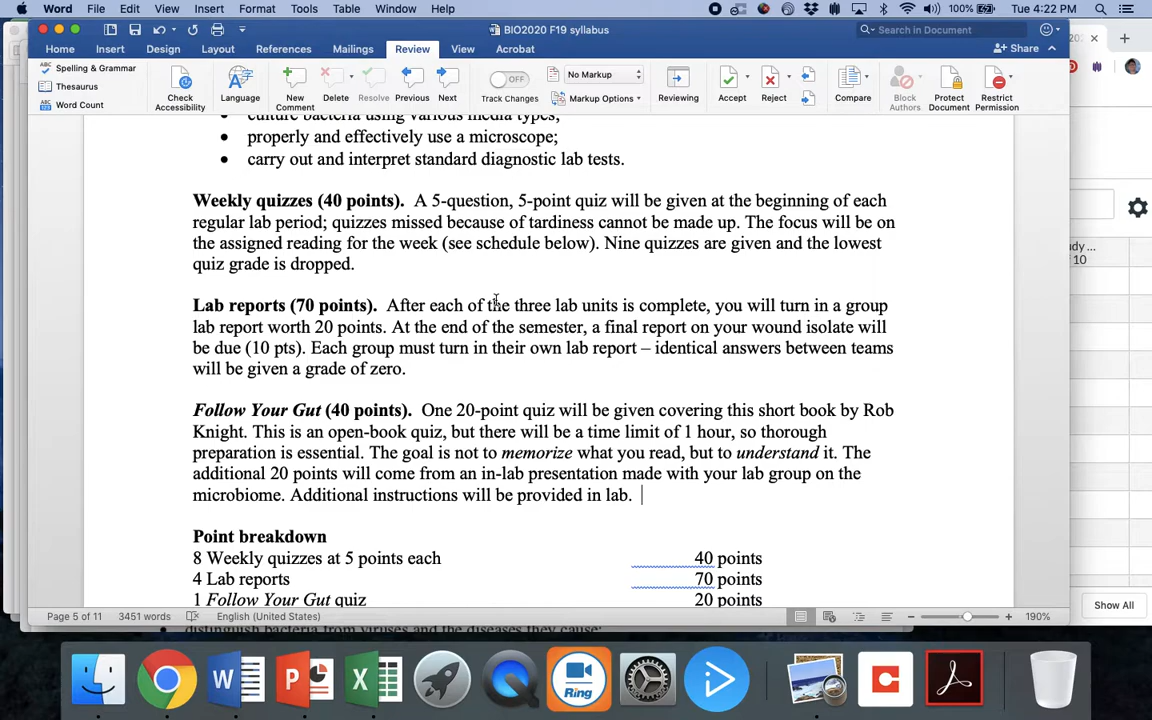 Word File Edit View Insert Format Tools Table Window Help 100% Tue 4:22 PM
BIO2020 F19 syllabus Search in Document
Home Insert Design Layout References Mailings Review View Acrobat Share
ABC Spelling & Grammar
Thesaurus
ABC 123 Word Count
Check Accessibility
Language
New Comment
Delete Resolve Previous Next
OFF
Track Changes
No Markup
Markup Options
Reviewing
Accept Reject
Compare
Block Authors
Protect Document
Restrict Permission
• culture bacteria using various media types;
• properly and effectively use a microscope;
• carry out and interpret standard diagnostic lab tests.
Weekly quizzes (40 points). A 5-question, 5-point quiz will be given at the beginning of each
regular lab period; quizzes missed because of tardiness cannot be made up. The focus will be on
the assigned reading for the week (see schedule below). Nine quizzes are given and the lowest
quiz grade is dropped.
Lab reports (70 points). After each of the three lab units is complete, you will turn in a group
lab report worth 20 points. At the end of the semester, a final report on your wound isolate will
be due (10 pts). Each group must turn in their own lab report – identical answers between teams
will be given a grade of zero.
Follow Your Gut (40 points). One 20-point quiz will be given covering this short book by Rob
Knight. This is an open-book quiz, but there will be a time limit of 1 hour, so thorough
preparation is essential. The goal is not to memorize what you read, but to understand it. The
additional 20 points will come from an in-lab presentation made with your lab group on the
microbiome. Additional instructions will be provided in lab.
Point breakdown
8 Weekly quizzes at 5 points each 40 points
4 Lab reports 70 points
1 Follow Your Gut quiz 20 points
Page 5 of 11 3451 words English (United States) 190%
distinguish bacteria from viruses and the diseases they cause;
dy ...
10
Show All
W P X
Ring